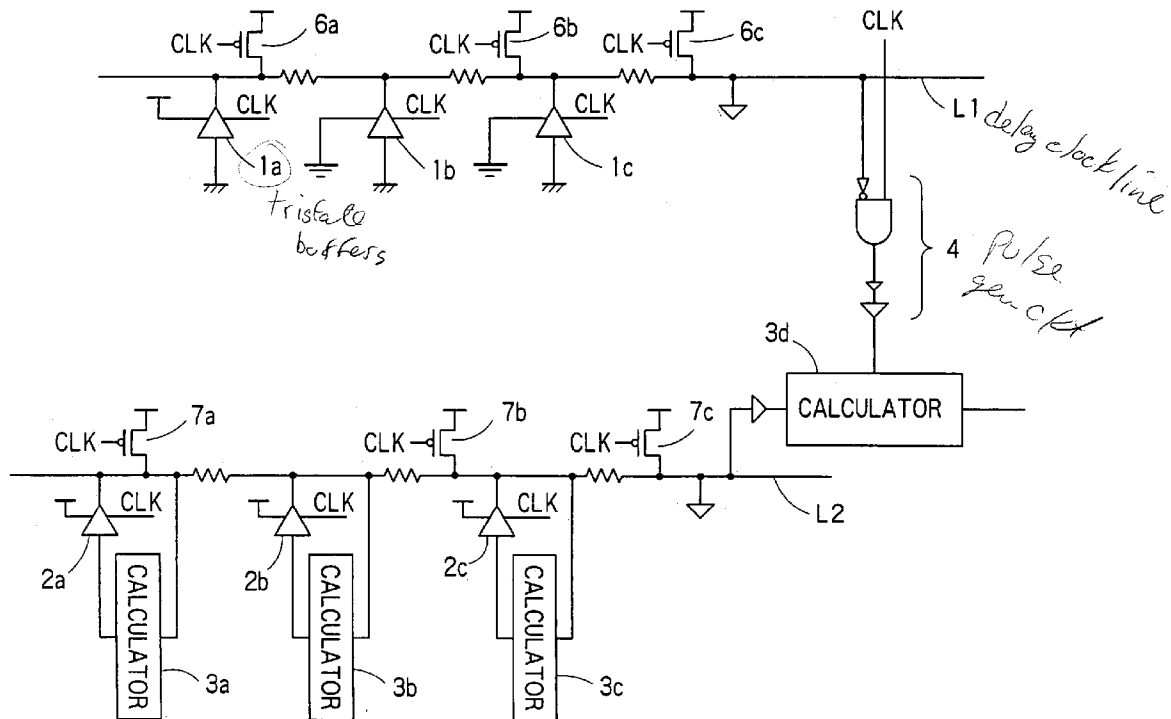 6a
6b
6c
CLK
CLK
CLK
CLK
CLK
CLK
CLK
L1 delay clock line
1a
1b
1c
tristate
buffers
4 pulse
gen ckt
3d
CALCULATOR
7a
7b
7c
CLK
CLK
CLK
CLK
CLK
CLK
L2
2a
2b
2c
CALCULATOR
CALCULATOR
CALCULATOR
3a
3b
3c